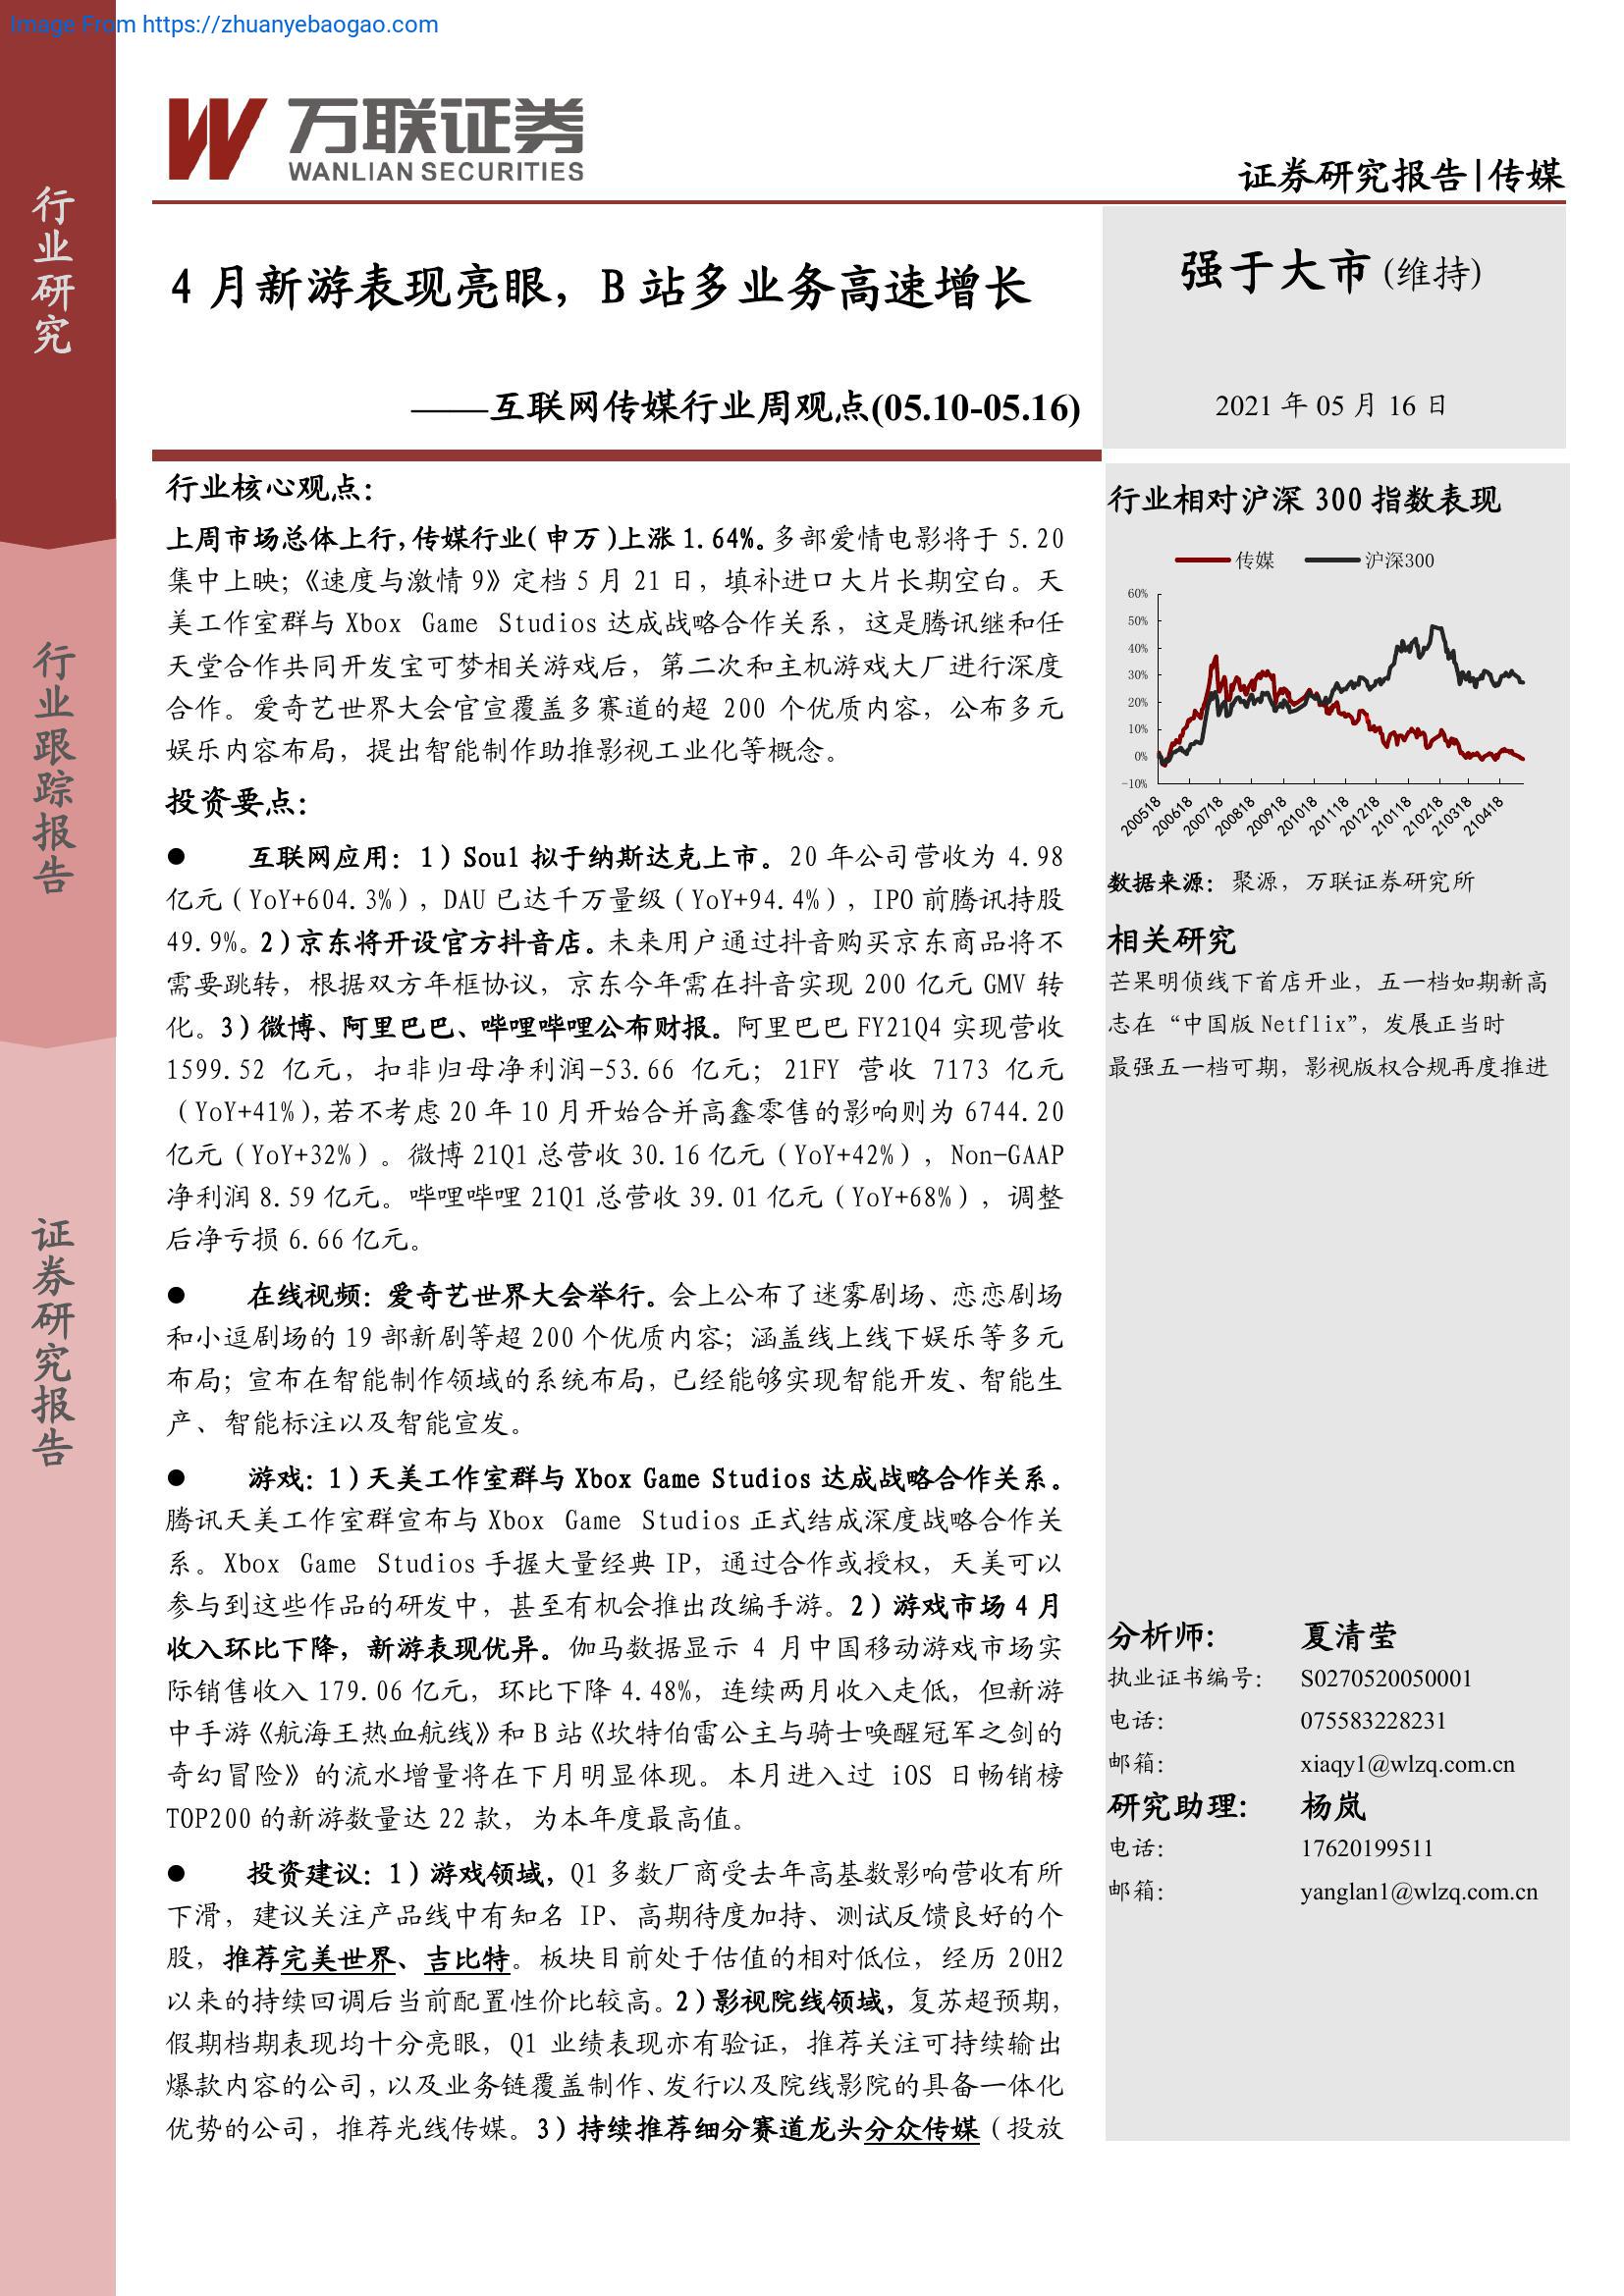 Image From https://zhuanyebaogao.com
万联证券
WANLIAN SECURITIES
证券研究报告|传媒
行业研究
行业跟踪报告
证券研究报告
4 月新游表现亮眼，B 站多业务高速增长
——互联网传媒行业周观点(05.10-05.16)
强于大市(维持)
2021 年 05 月 16 日
行业核心观点：
上周市场总体上行，传媒行业(申万)上涨 1.64%。多部爱情电影将于 5.20
集中上映；《速度与激情 9》定档 5 月 21 日，填补进口大片长期空白。天
美工作室群与 Xbox Game Studios 达成战略合作关系，这是腾讯继和任
天堂合作共同开发宝可梦相关游戏后，第二次和主机游戏大厂进行深度
合作。爱奇艺世界大会官宣覆盖多赛道的超 200 个优质内容，公布多元
娱乐内容布局，提出智能制作助推影视工业化等概念。
投资要点：
● 互联网应用：1）Soul 拟于纳斯达克上市。20 年公司营收为 4.98
亿元（YoY+604.3%），DAU 已达千万量级（YoY+94.4%），IPO 前腾讯持股
49.9%。2）京东将开设官方抖音店。未来用户通过抖音购买京东商品将不
需要跳转，根据双方年框协议，京东今年需在抖音实现 200 亿元 GMV 转
化。3）微博、阿里巴巴、哔哩哔哩公布财报。阿里巴巴 FY21Q4 实现营收
1599.52 亿元，扣非归母净利润-53.66 亿元；21FY 营收 7173 亿元
（YoY+41%），若不考虑 20 年 10 月开始合并高鑫零售的影响则为 6744.20
亿元（YoY+32%）。微博 21Q1 总营收 30.16 亿元（YoY+42%），Non-GAAP
净利润 8.59 亿元。哔哩哔哩 21Q1 总营收 39.01 亿元（YoY+68%），调整
后净亏损 6.66 亿元。
● 在线视频：爱奇艺世界大会举行。会上公布了迷雾剧场、恋恋剧场
和小逗剧场的 19 部新剧等超 200 个优质内容；涵盖线上线下娱乐等多元
布局；宣布在智能制作领域的系统布局，已经能够实现智能开发、智能生
产、智能标注以及智能宣发。
● 游戏：1）天美工作室群与 Xbox Game Studios 达成战略合作关系。
腾讯天美工作室群宣布与 Xbox Game Studios 正式结成深度战略合作关
系。Xbox Game Studios 手握大量经典 IP，通过合作或授权，天美可以
参与到这些作品的研发中，甚至有机会推出改编手游。2）游戏市场 4 月
收入环比下降，新游表现优异。伽马数据显示 4 月中国移动游戏市场实
际销售收入 179.06 亿元，环比下降 4.48%，连续两月收入走低，但新游
中手游《航海王热血航线》和 B 站《坎特伯雷公主与骑士唤醒冠军之剑的
奇幻冒险》的流水增量将在下月明显体现。本月进入过 iOS 日畅销榜
TOP200 的新游数量达 22 款，为本年度最高值。
● 投资建议：1）游戏领域，Q1 多数厂商受去年高基数影响营收有所
下滑，建议关注产品线中有知名 IP、高期待度加持、测试反馈良好的个
股，推荐完美世界、吉比特。板块目前处于估值的相对低位，经历 20H2
以来的持续回调后当前配置性价比较高。2）影视院线领域，复苏超预期，
假期档期表现均十分亮眼，Q1 业绩表现亦有验证，推荐关注可持续输出
爆款内容的公司，以及业务链覆盖制作、发行以及院线影院的具备一体化
优势的公司，推荐光线传媒。3）持续推荐细分赛道龙头分众传媒（投放
行业相对沪深 300 指数表现
传媒 沪深300
60%
50%
40%
30%
20%
10%
0%
-10%
200518 200618 200718 200818 200918 201018 201118 201218 210118 210218 210318 210418
数据来源：聚源，万联证券研究所
相关研究
芒果明侦线下首店开业，五一档如期新高
志在“中国版 Netflix”，发展正当时
最强五一档可期，影视版权合规再度推进
分析师： 夏清莹
执业证书编号： S0270520050001
电话： 075583228231
邮箱： xiaqy1@wlzq.com.cn
研究助理： 杨岚
电话： 17620199511
邮箱： yanglan1@wlzq.com.cn